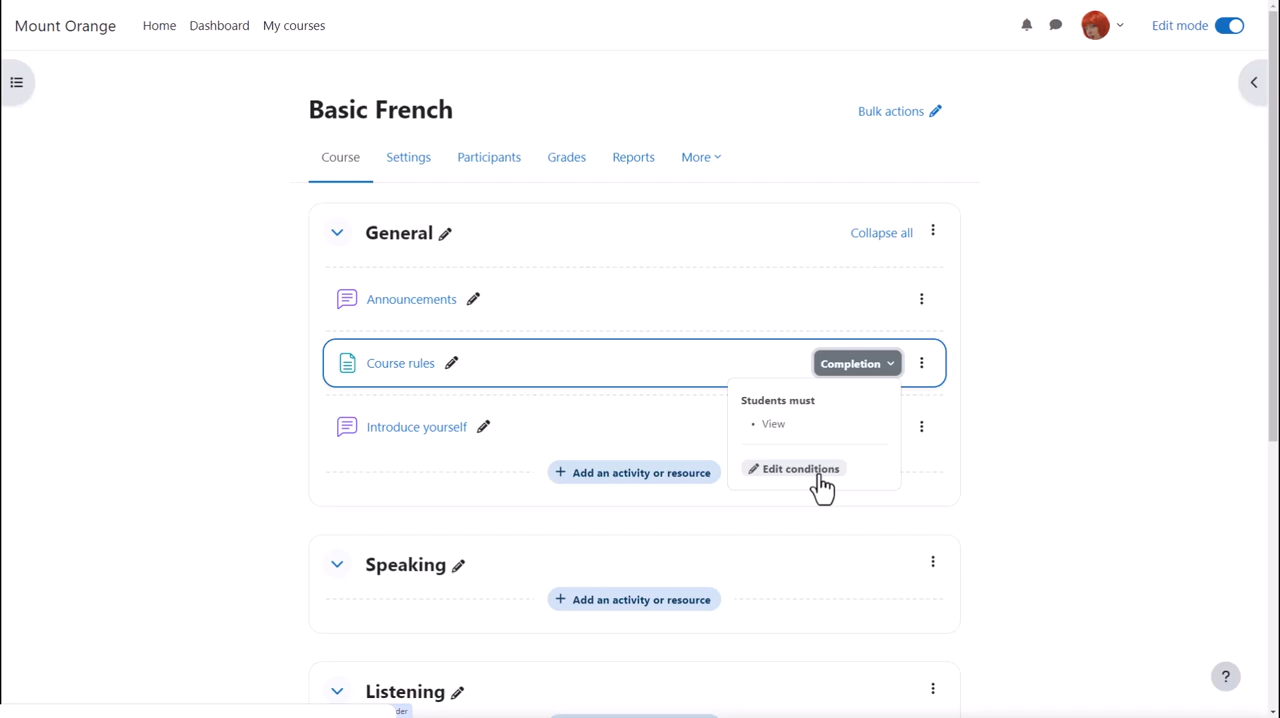 Mount Orange Home Dashboard My courses Edit mode
Basic French
Bulk actions
Course Settings Participants Grades Reports More
General
Collapse all
Announcements
Course rules
Completion
Students must
• View
Introduce yourself
Edit conditions
+ Add an activity or resource
Speaking
+ Add an activity or resource
Listening
?
der